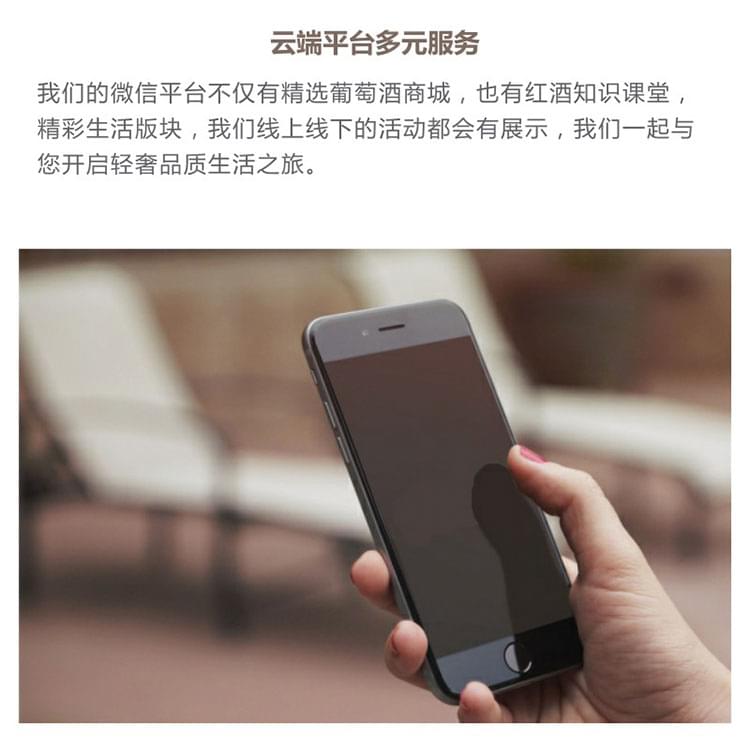 云端平台多元服务
我们的微信平台不仅有精选葡萄酒商城，也有红酒知识课堂，
精彩生活版块，我们线上线下的活动都会有展示，我们一起与
您开启轻奢品质生活之旅。